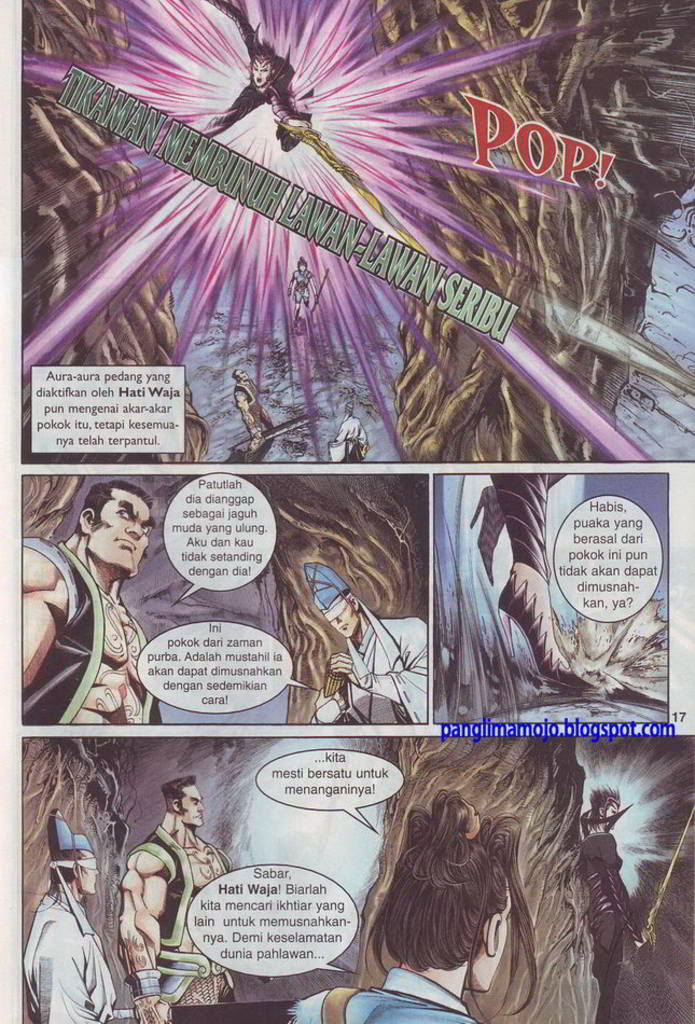 TIKAMAN MEMBUNUH LAWAN-LAWAN SERIBU
POP!
Aura-aura pedang yang
diaktifkan oleh Hati Waja
pun mengenai akar-akar
pokok itu, tetapi kesemua-
nya telah terpantul.
Patutlah
dia dianggap
sebagai jaguh
muda yang ulung.
Aku dan kau
tidak setanding
dengan dia!
Ini
pokok dari zaman
purba. Adalah mustahil ia
akan dapat dimusnahkan
dengan sedemikian
cara!
Habis,
puaka yang
berasal dari
pokok ini pun
tidak akan dapat
dimusnah-
kan, ya?
17
panglimamojo.blogspot.com
...kita
mesti bersatu untuk
menanganinya!
Sabar,
Hati Waja! Biarlah
kita mencari ikhtiar yang
lain untuk memusnahkan-
nya. Demi keselamatan
dunia pahlawan...